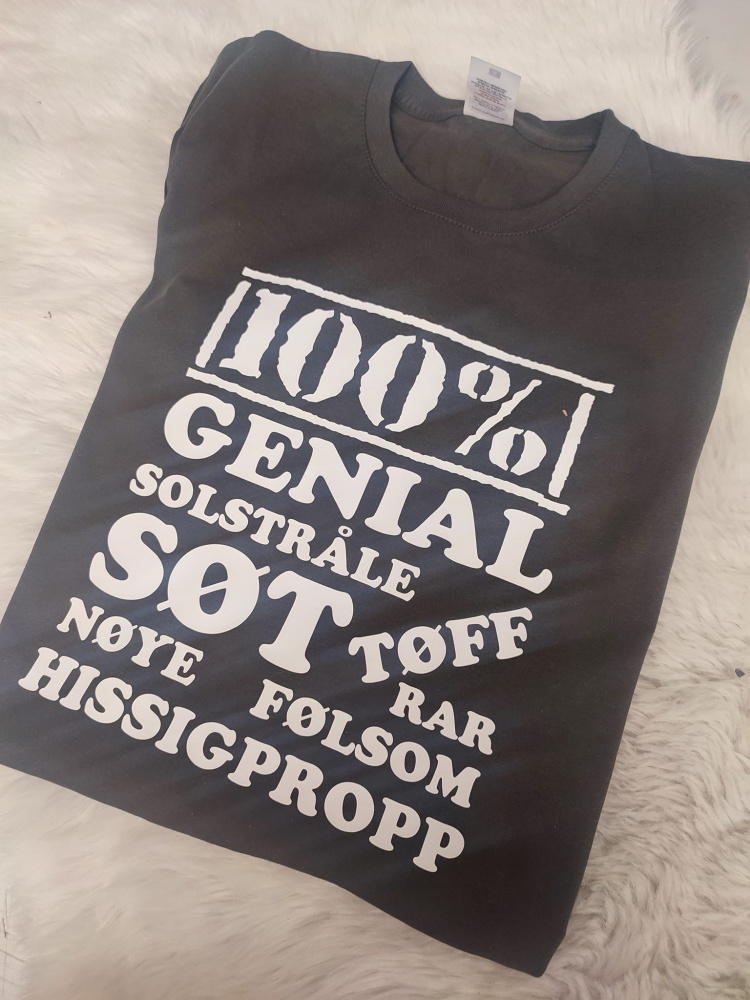 100%
GENIAL
SOLSTRÅLE
SØT
TØFF
NØYE
RAR
FØLSOM
HISSIGPROPP